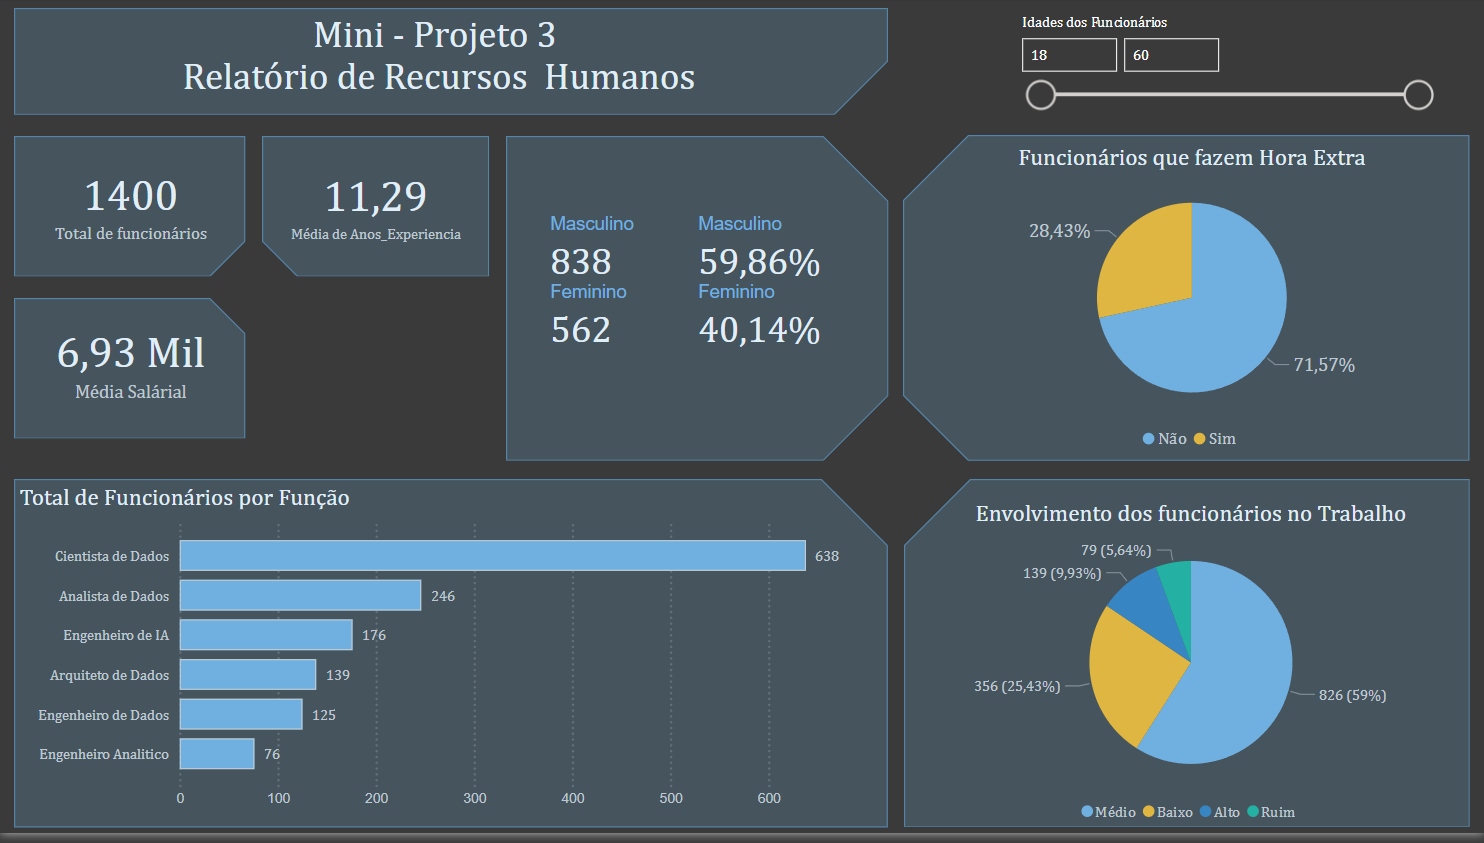 Mini - Projeto 3
Relatório de Recursos  Humanos
Idades dos Funcionários
18
60
1400
Total de funcionários
11,29
Média de Anos_Experiencia
6,93 Mil
Média Salárial
Masculino
838
Feminino
562
Masculino
59,86%
Feminino
40,14%
Funcionários que fazem Hora Extra
28,43%
71,57%
Não
Sim
Total de Funcionários por Função
Cientista de Dados
638
Analista de Dados
246
Engenheiro de IA
176
Arquiteto de Dados
139
Engenheiro de Dados
125
Engenheiro Analitico
76
0
100
200
300
400
500
600
Envolvimento dos funcionários no Trabalho
79 (5,64%)
139 (9,93%)
356 (25,43%)
826 (59%)
Médio
Baixo
Alto
Ruim